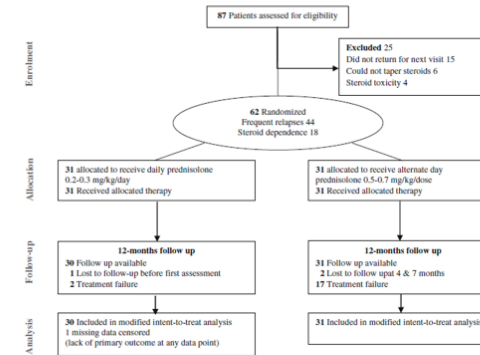 87 Patients assessed for eligibility
Enrolment
Excluded 25
Did not return for next visit 15
Could not taper steroids 6
Steroid toxicity 4
62 Randomized
Frequent relapses 44
Steroid dependence 18
Allocation
31 allocated to receive daily prednisolone
0.2-0.3 mg/kg/day
31 Received allocated therapy
31 allocated to receive alternate day
prednisolone 0.5-0.7 mg/kg/dose
31 Received allocated therapy
Follow-up
12-months follow up
30 Follow up available
1 Lost to follow-up before first assessment
2 Treatment failure
12-months follow up
31 Follow up available
2 Lost to follow upat 4 & 7 months
17 Treatment failure
Analysis
30 Included in modified intent-to-treat analysis
1 missing data censored
(lack of primary outcome at any data point)
31 Included in modified intent-to-treat analysis